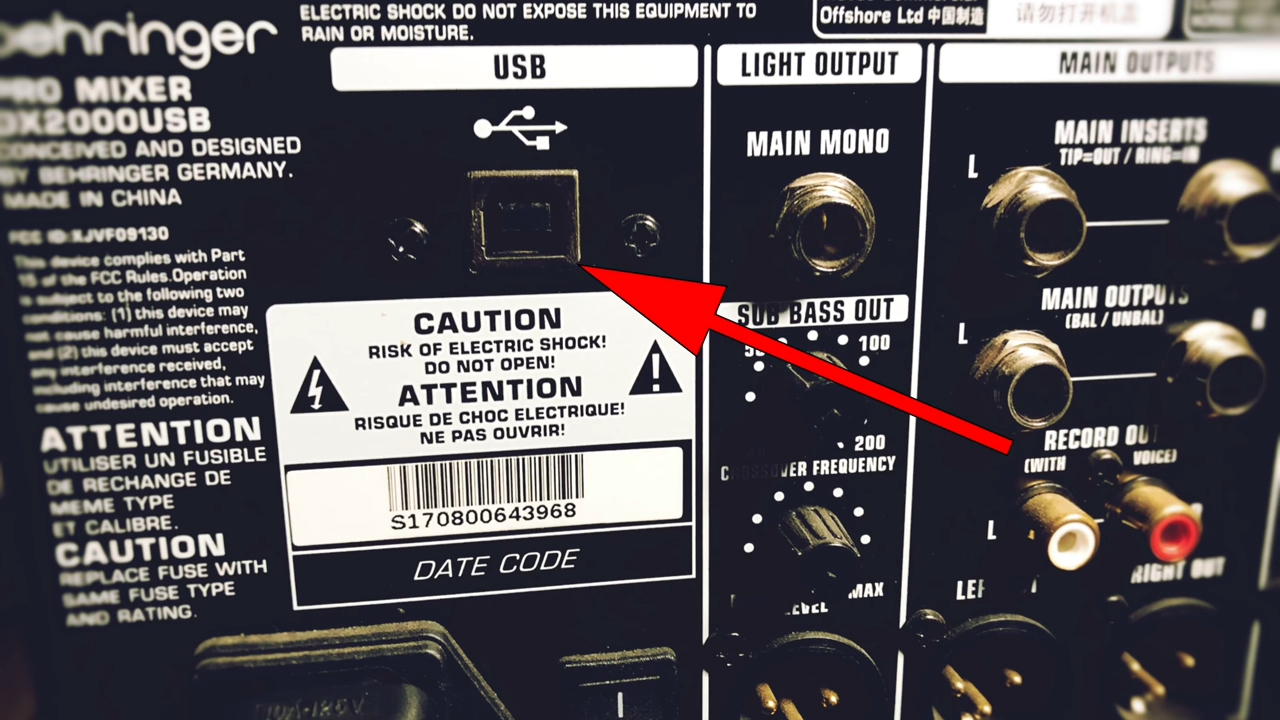 behringer
PRO MIXER
DX2000USB
CONCEIVED AND DESIGNED
BY BEHRINGER GERMANY.
MADE IN CHINA
FCC ID:XJVF09130
This device complies with Part
15 of the FCC Rules.Operation
is subject to the following two
conditions: (1) this device may
not cause harmful interference,
and (2) this device must accept
any interference received,
including interference that may
cause undesired operation.
ATTENTION
UTILISER UN FUSIBLE
DE RECHANGE DE
MEME TYPE
ET CALIBRE.
CAUTION
REPLACE FUSE WITH
SAME FUSE TYPE
AND RATING.
ELECTRIC SHOCK DO NOT EXPOSE THIS EQUIPMENT TO
RAIN OR MOISTURE.
USB
CAUTION
RISK OF ELECTRIC SHOCK!
DO NOT OPEN!
ATTENTION
RISQUE DE CHOC ELECTRIQUE!
NE PAS OUVRIR!
S170800643968
DATE CODE
Offshore Ltd 中国制造
请勿打开机盖
LIGHT OUTPUT
MAIN MONO
SUB BASS OUT
100
200
CROSSOVER FREQUENCY
LEVEL MAX
MAIN OUTPUTS
MAIN INSERTS
TIP=OUT / RING=IN
L
MAIN OUTPUTS
(BAL / UNBAL)
L R
RECORD OUT
(WITH VOICE)
L
RIGHT OUT